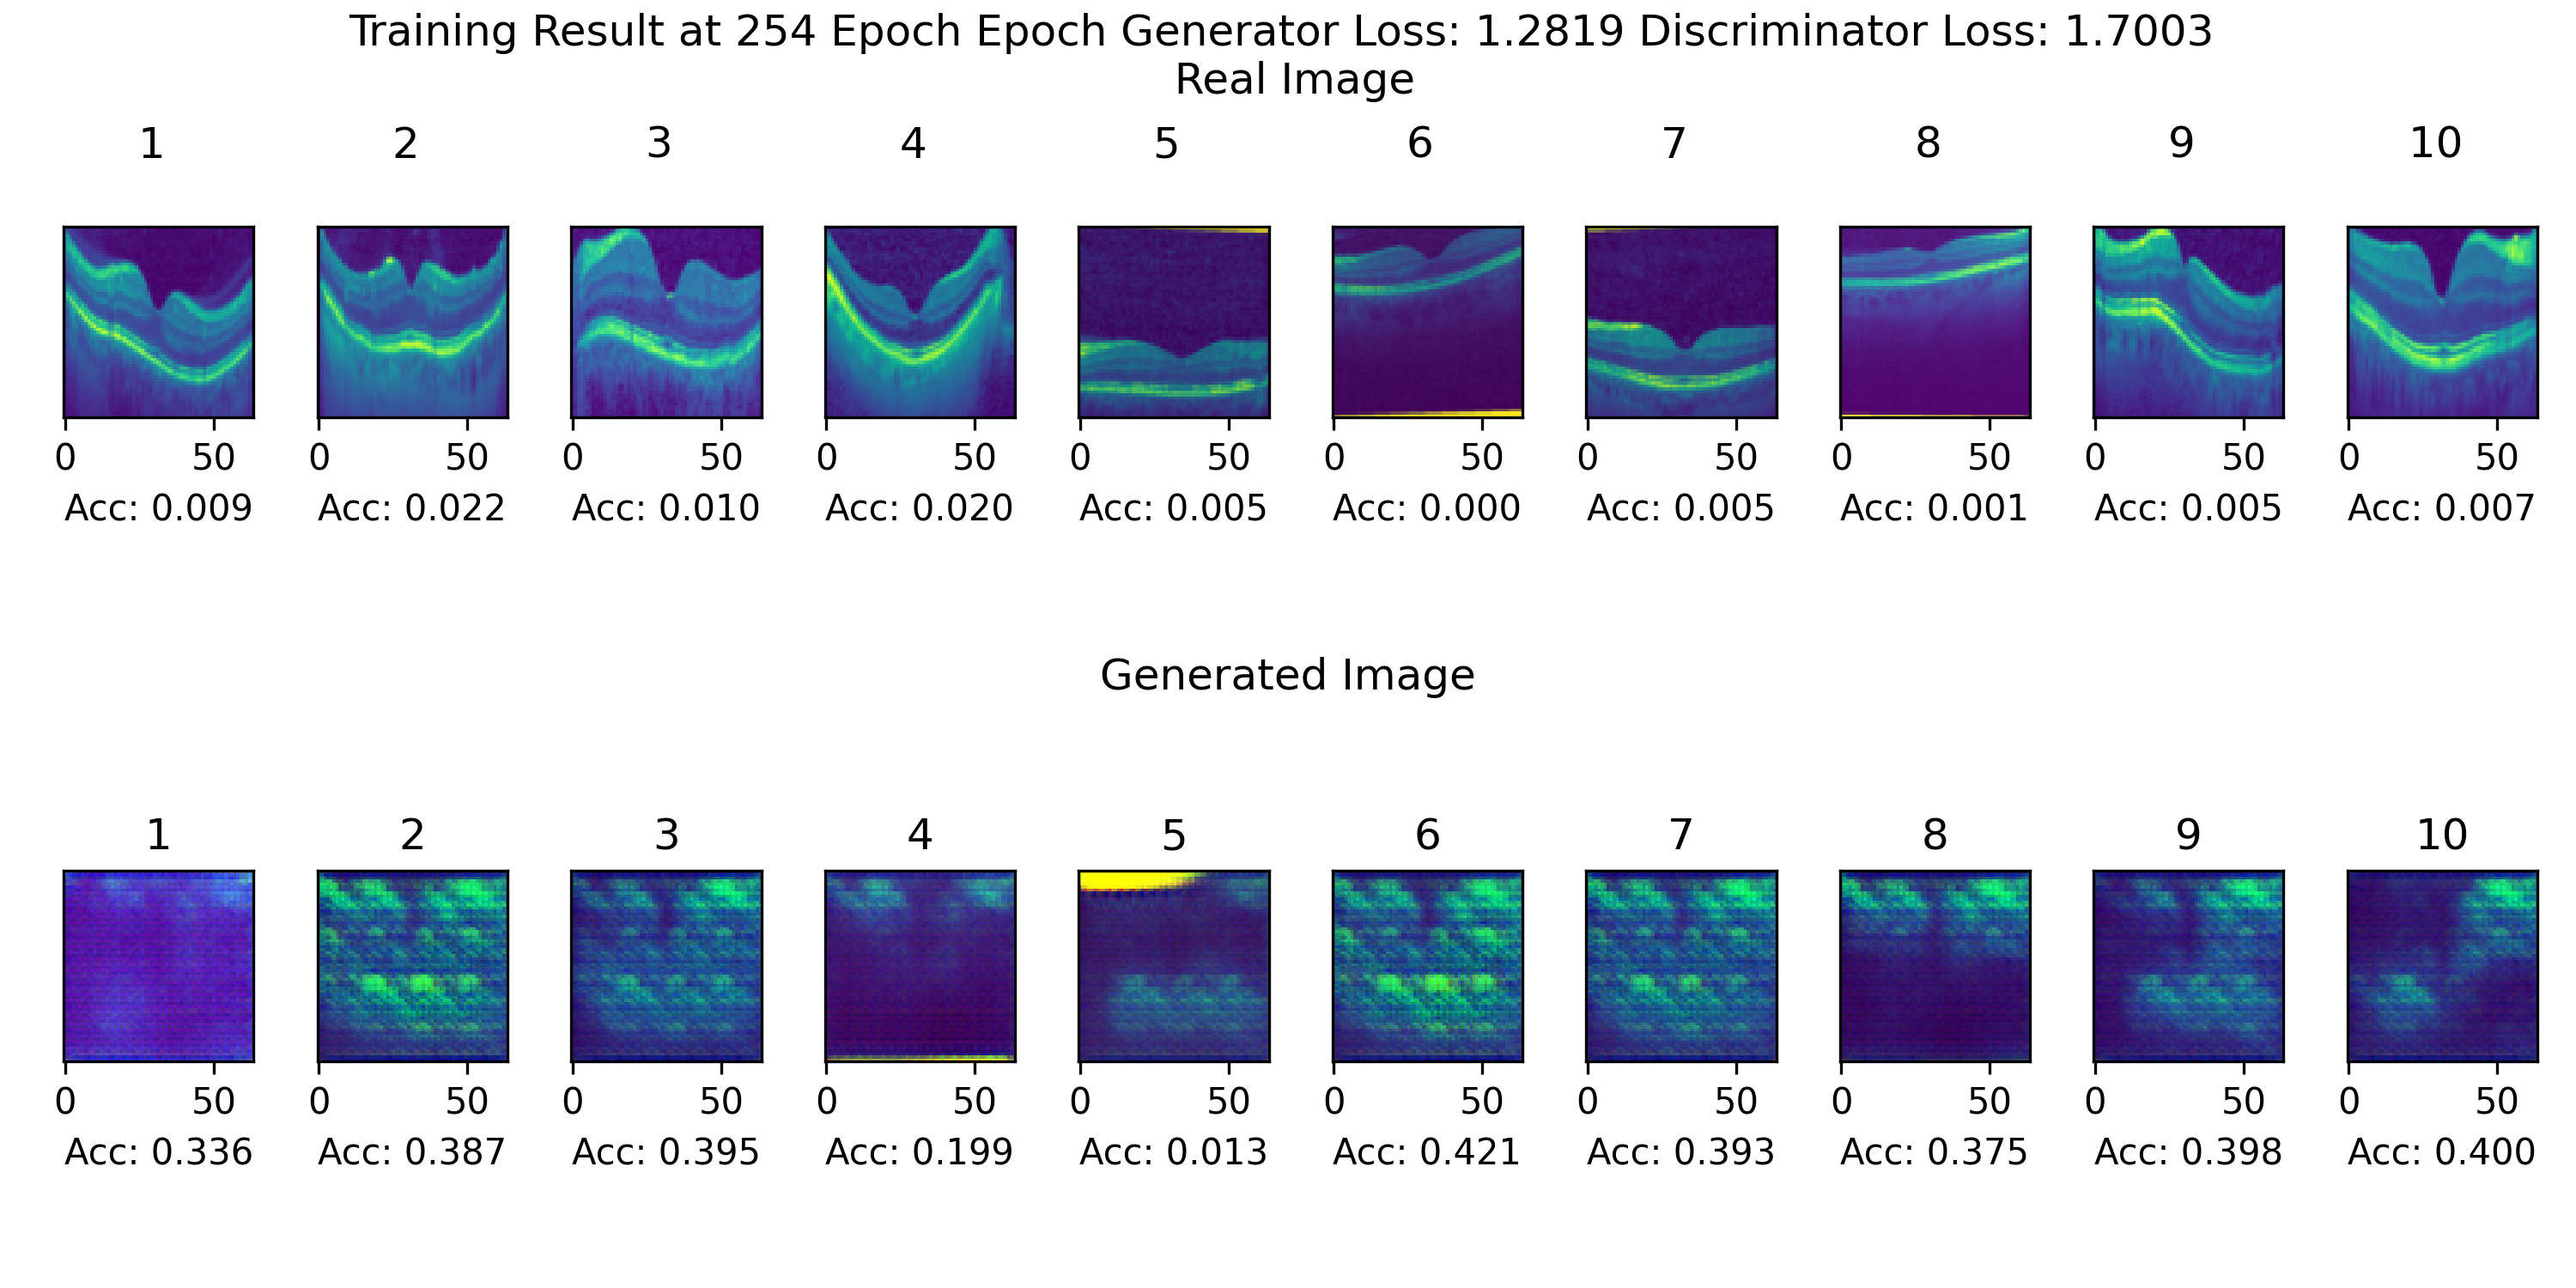 Training Result at 254 Epoch Epoch Generator Loss: 1.2819 Discriminator Loss: 1.7003
Real Image
1 2 3 4 5 6 7 8 9 10
0 50 0 50 0 50 0 50 0 50 0 50 0 50 0 50 0 50 0 50
Acc: 0.009 Acc: 0.022 Acc: 0.010 Acc: 0.020 Acc: 0.005 Acc: 0.000 Acc: 0.005 Acc: 0.001 Acc: 0.005 Acc: 0.007
Generated Image
1 2 3 4 5 6 7 8 9 10
0 50 0 50 0 50 0 50 0 50 0 50 0 50 0 50 0 50 0 50
Acc: 0.336 Acc: 0.387 Acc: 0.395 Acc: 0.199 Acc: 0.013 Acc: 0.421 Acc: 0.393 Acc: 0.375 Acc: 0.398 Acc: 0.400